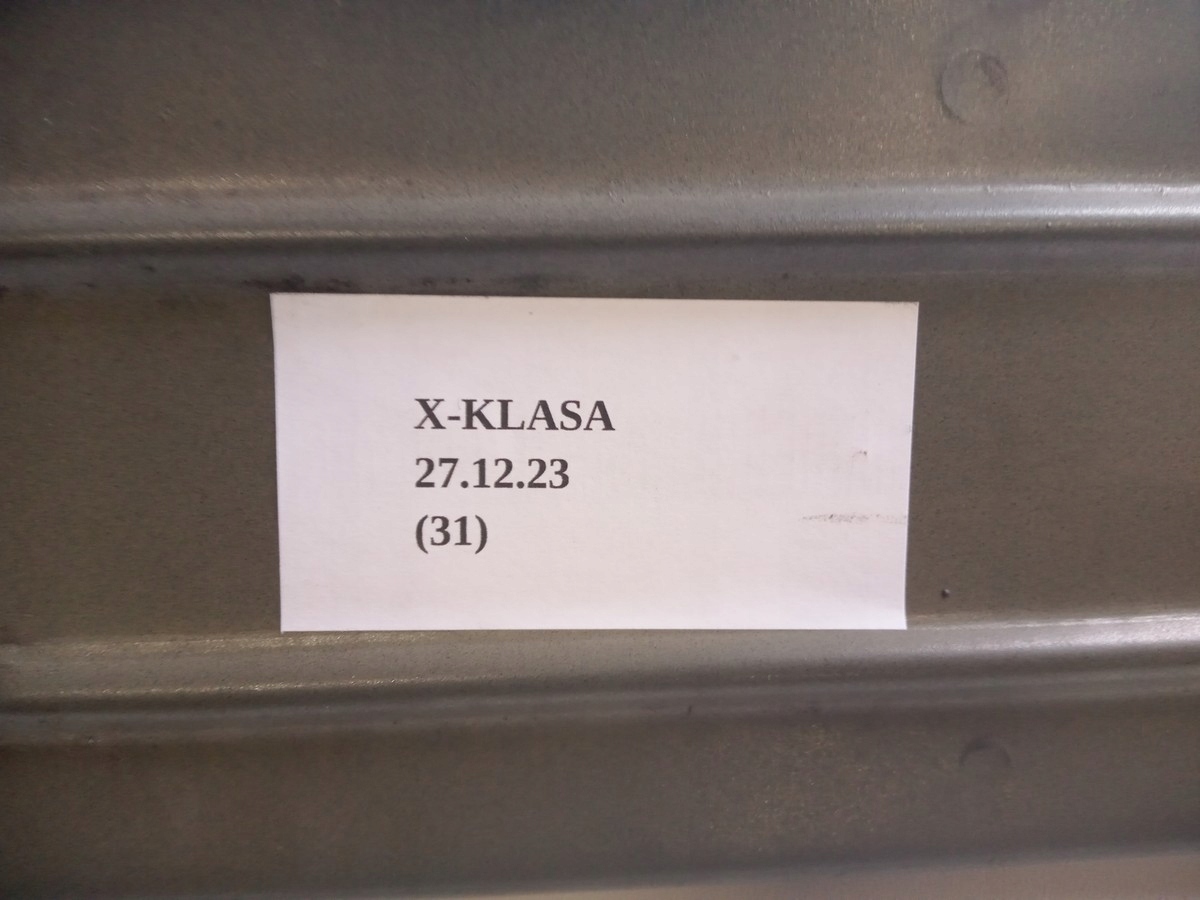 X-KLASA
27.12.23
(31)